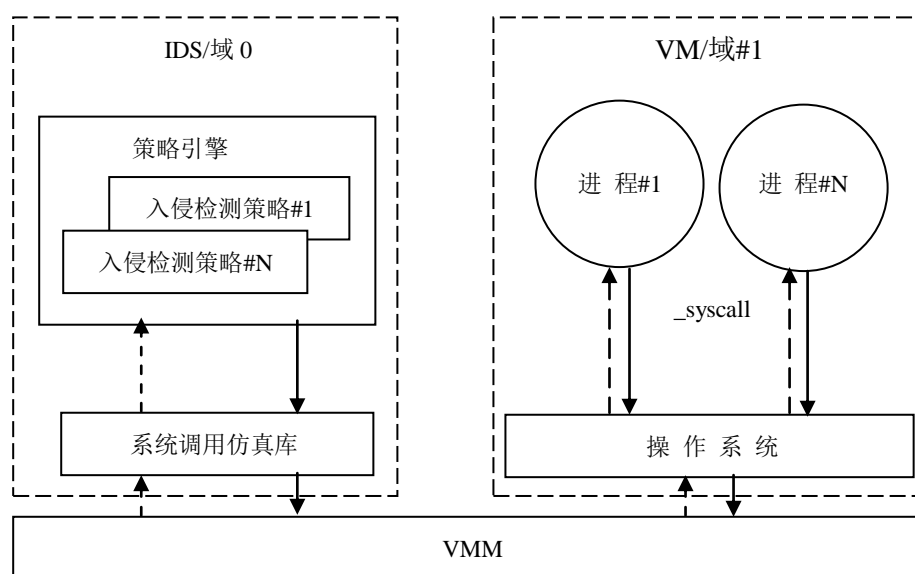 IDS/域 0
策略引擎
入侵检测策略#1
入侵检测策略#N
系统调用仿真库
VM/域#1
进 程#1
进 程#N
_syscall
操 作 系 统
VMM